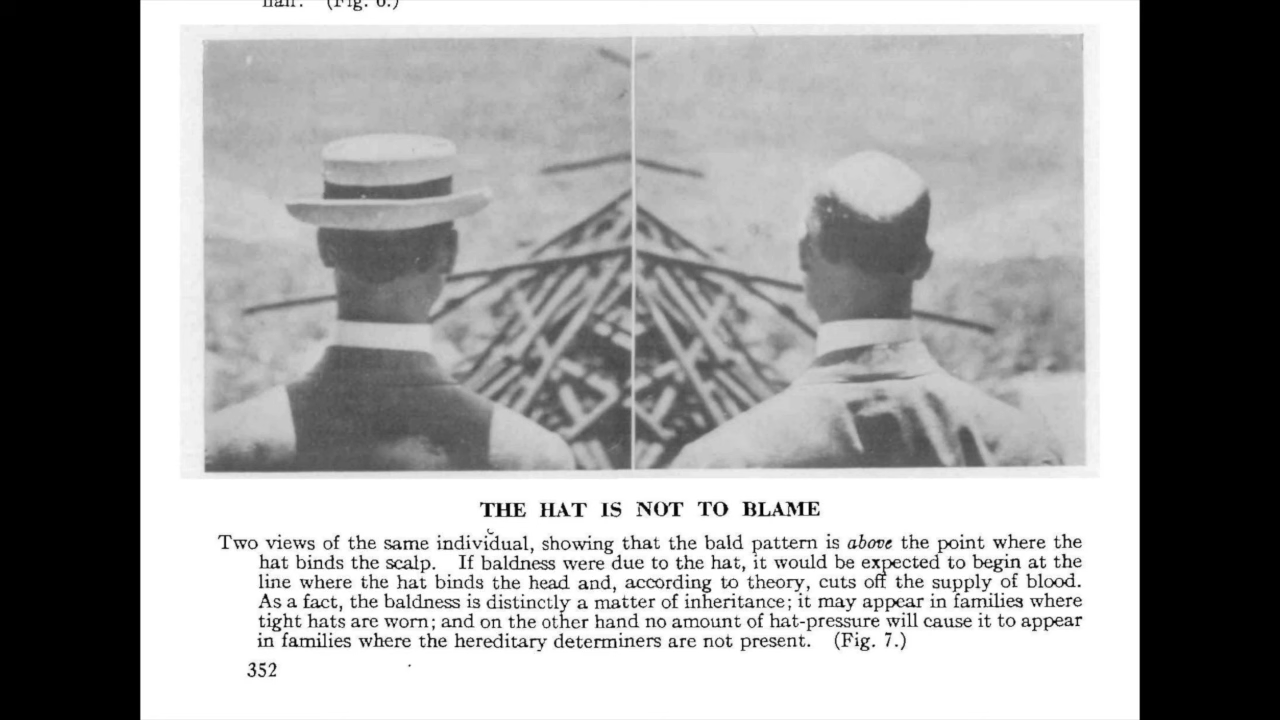 hair. (Fig. 6.)
THE HAT IS NOT TO BLAME
Two views of the same individual, showing that the bald pattern is above the point where the
hat binds the scalp. If baldness were due to the hat, it would be expected to begin at the
line where the hat binds the head and, according to theory, cuts off the supply of blood.
As a fact, the baldness is distinctly a matter of inheritance; it may appear in families where
tight hats are worn; and on the other hand no amount of hat-pressure will cause it to appear
in families where the hereditary determiners are not present. (Fig. 7.)
352